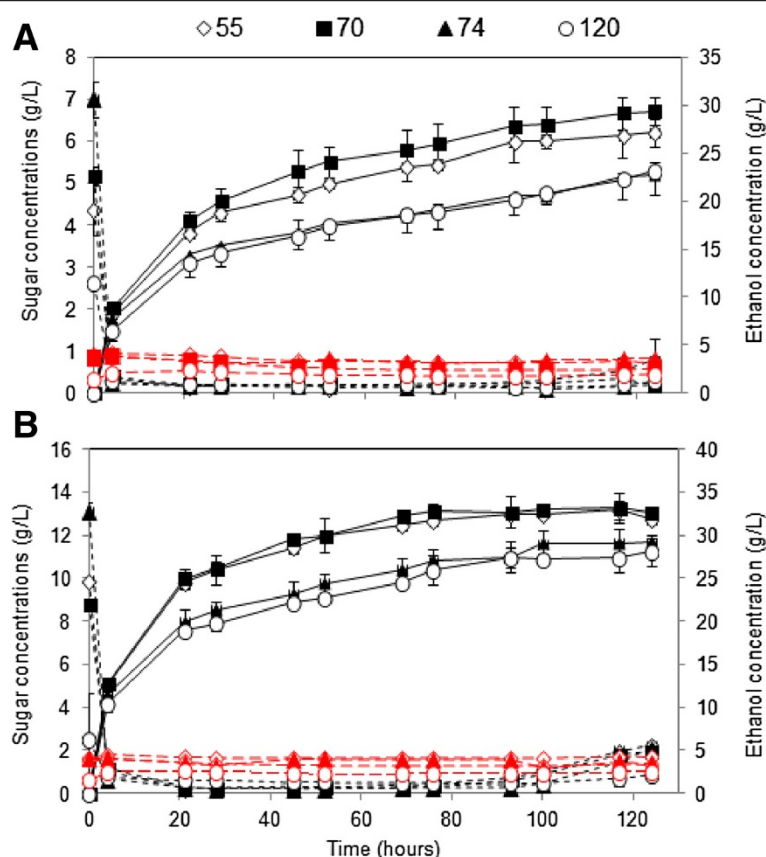 55 70 74 120
A
8 35
7 30
6 25
5 20
4
3 15
2 10
1 5
0 0
Sugar concentrations (g/L)
Ethanol concentration (g/L)
B
16 40
14 35
12 30
10 25
8 20
6 15
4 10
2 5
0 0
Sugar concentrations (g/L)
Ethanol concentration (g/L)
0 20 40 60 80 100 120
Time (hours)